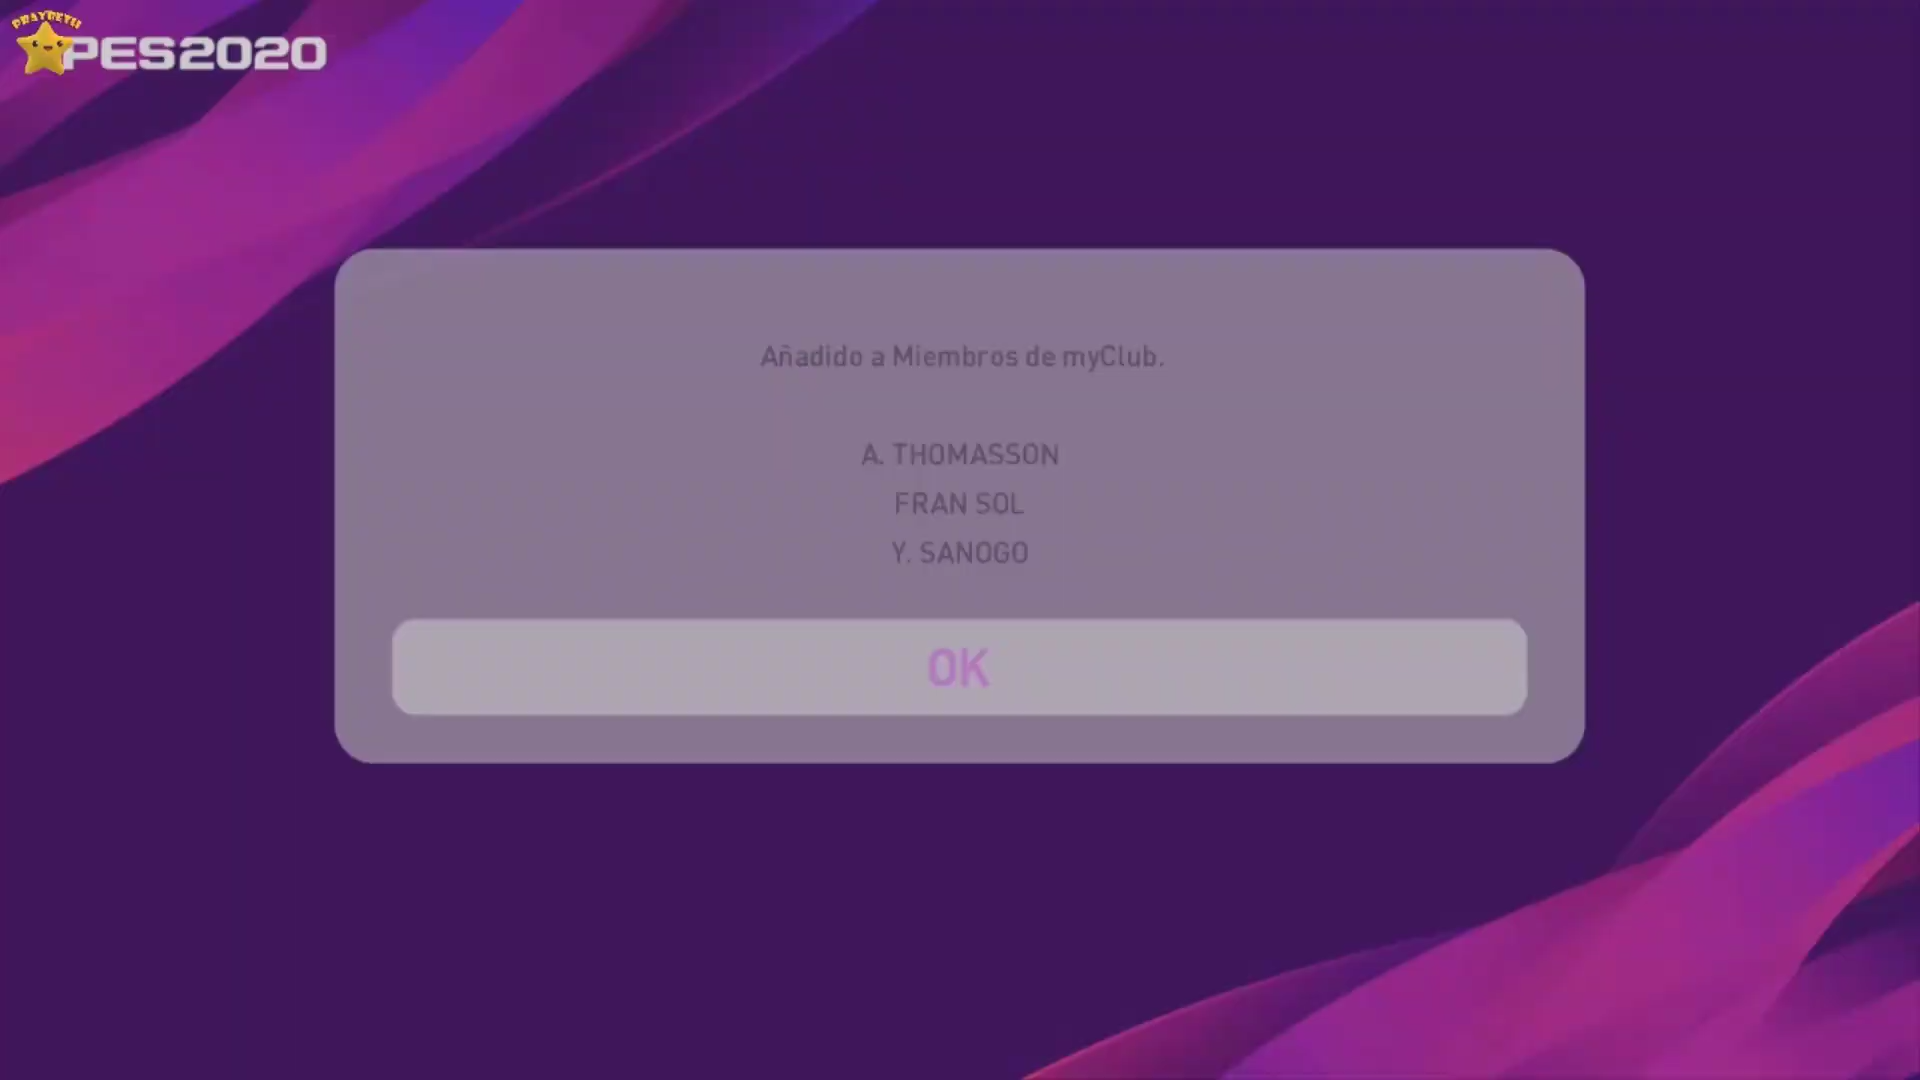 PES2020
Añadido a Miembros de myClub.
A. THOMASSON
FRAN SOL
Y. SANOGO
OK